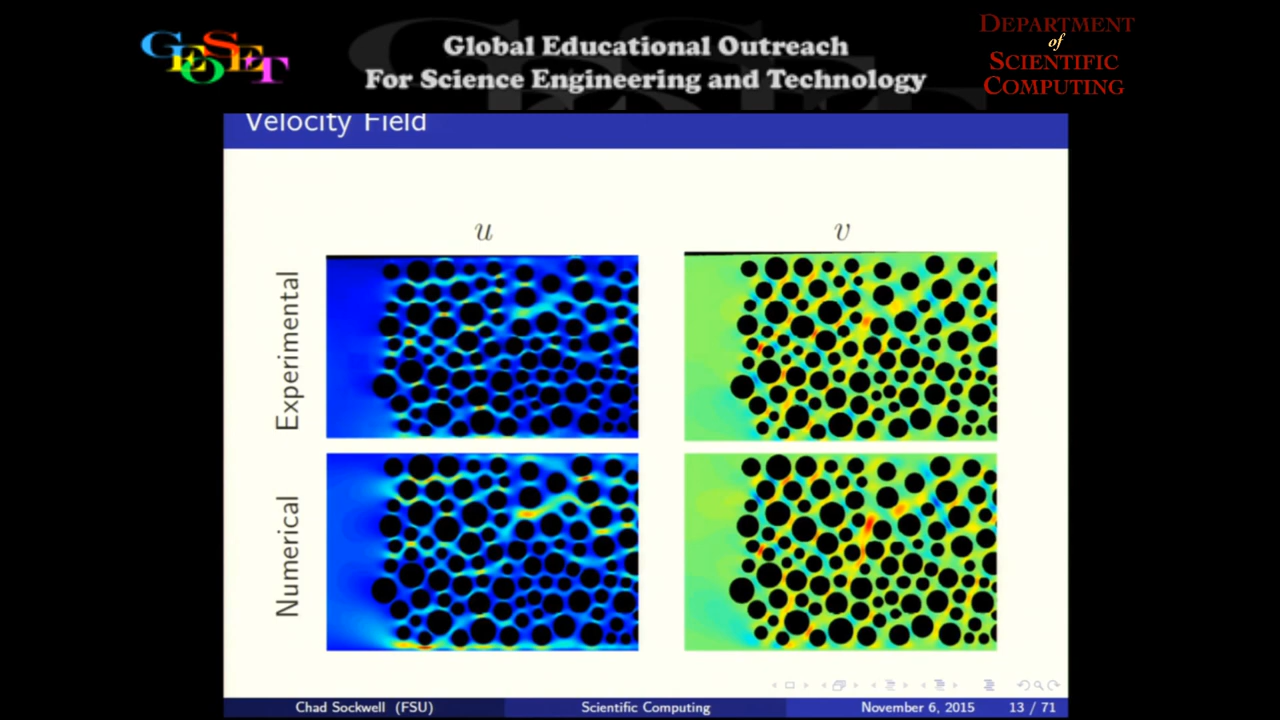 GEOSET
Global Educational Outreach
For Science Engineering and Technology
DEPARTMENT
of
SCIENTIFIC
COMPUTING
Velocity Field
u
v
Experimental
Numerical
Chad Sockwell (FSU)
Scientific Computing
November 6, 2015
13 / 71